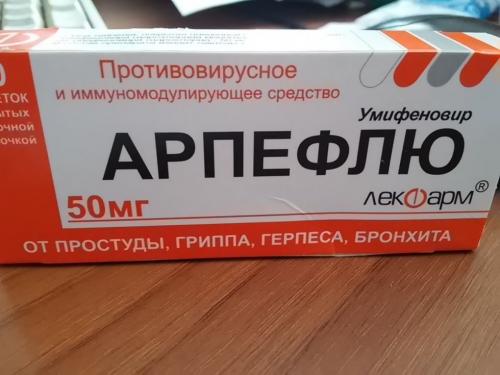 Противовирусное
и иммуномодулирующее средство
Умифеновир
АРПЕФЛЮ
50мг
лекФарм®
ОТ ПРОСТУДЫ, ГРИППА, ГЕРПЕСА, БРОНХИТА